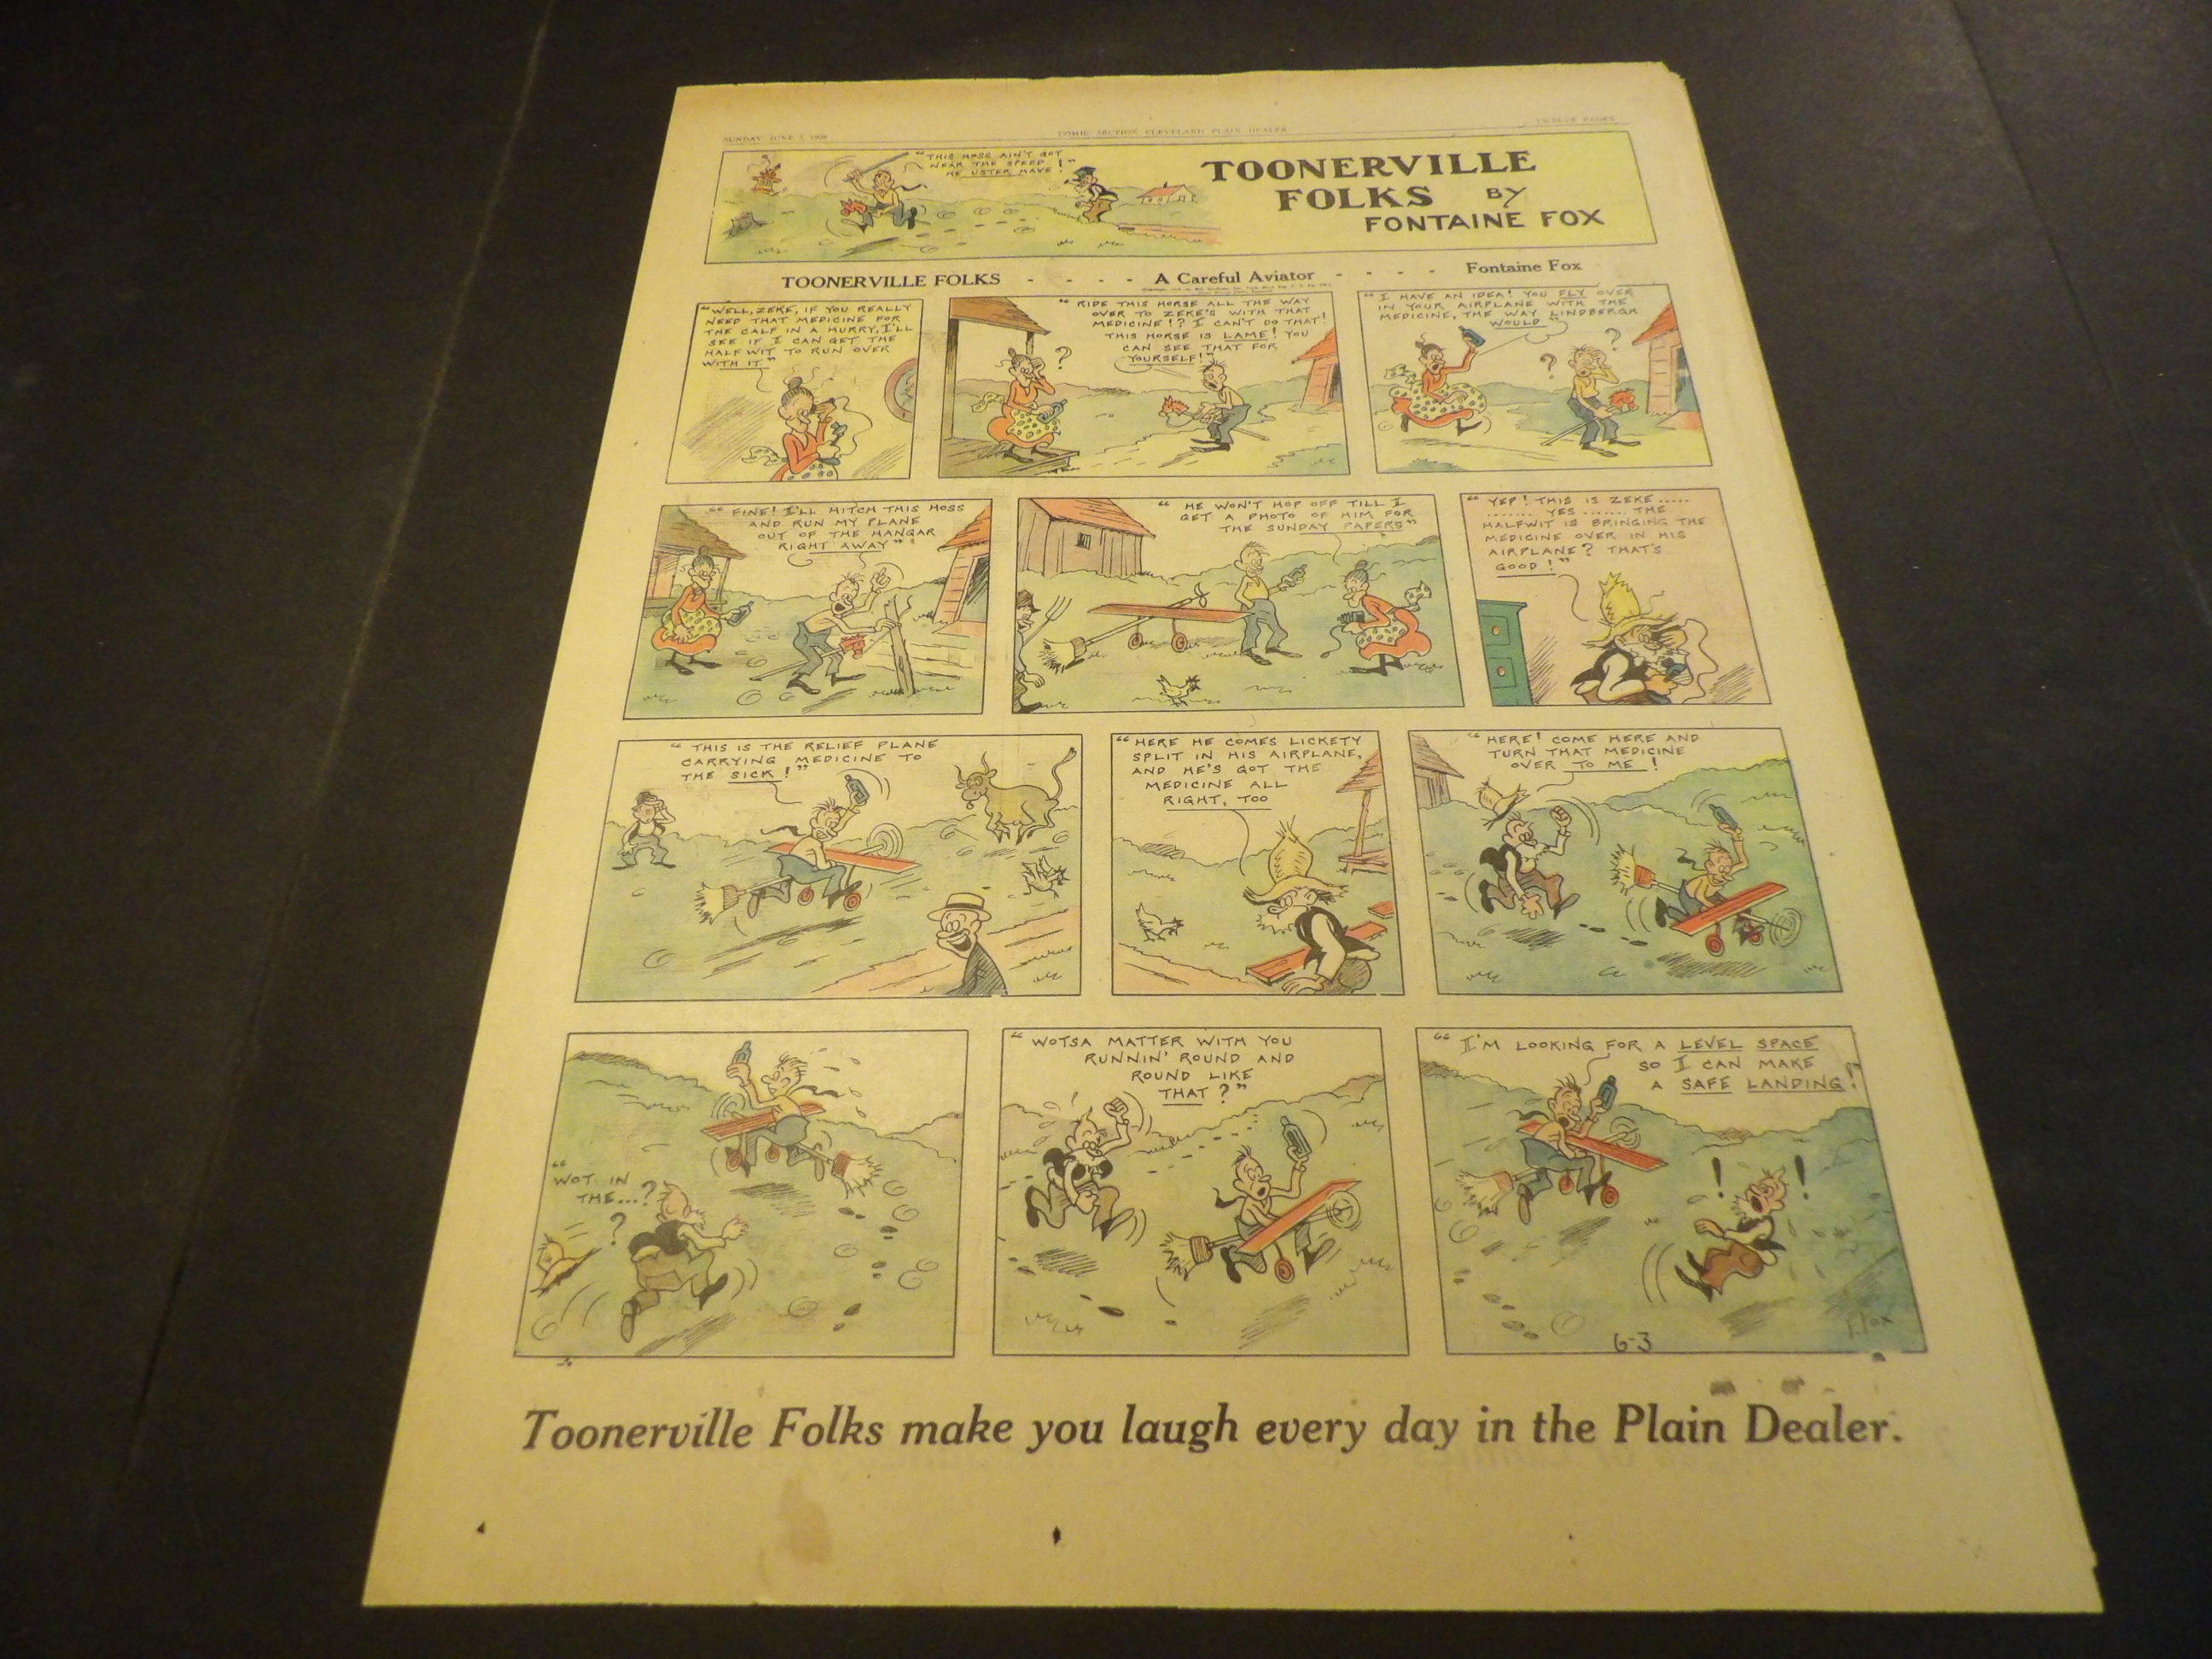 SUNDAY, JUNE 3, 1928
COMIC SECTION CLEVELAND PLAIN DEALER
TWELVE PAGES
"THIS HOSS AIN'T GOT
NEAR THE SPEED
HE USTER HAVE!"
TOONERVILLE
FOLKS BY
FONTAINE FOX
TOONERVILLE FOLKS - - - - A Careful Aviator - - - - Fontaine Fox
"WELL, ZEKE, IF YOU REALLY
NEED THAT MEDICINE FOR
THE CALF IN A HURRY, I'LL
SEE IF I CAN GET THE
HALF WIT TO RUN OVER
WITH IT"
"RIDE THIS HORSE ALL THE WAY
OVER TO ZEKE'S WITH THAT
MEDICINE!? I CAN'T DO THAT!
THIS HORSE IS LAME! YOU
CAN SEE THAT FOR
YOURSELF!"
?
"I HAVE AN IDEA! YOU FLY OVER
IN YOUR AIRPLANE WITH THE
MEDICINE, THE WAY LINDBERGH
WOULD"
?
?
"FINE! I'LL HITCH THIS HOSS
AND RUN MY PLANE
OUT OF THE HANGAR
RIGHT AWAY"
"HE WON'T HOP OFF TILL I
GET A PHOTO OF HIM FOR
THE SUNDAY PAPERS"
"YEP! THIS IS ZEKE .....
........ YES ....... THE
HALFWIT IS BRINGING THE
MEDICINE OVER IN HIS
AIRPLANE? THAT'S
GOOD!"
"THIS IS THE RELIEF PLANE
CARRYING MEDICINE TO
THE SICK!"
"HERE HE COMES LICKETY
SPLIT IN HIS AIRPLANE,
AND HE'S GOT THE
MEDICINE ALL
RIGHT, TOO
"HERE! COME HERE AND
TURN THAT MEDICINE
OVER TO ME!
"WOT IN
THE...?
?
"WOTSA MATTER WITH YOU
RUNNIN' ROUND AND
ROUND LIKE
THAT?"
"I'M LOOKING FOR A LEVEL SPACE
SO I CAN MAKE
A SAFE LANDING!
! !
F. Fox
6-3
Toonerville Folks make you laugh every day in the Plain Dealer.